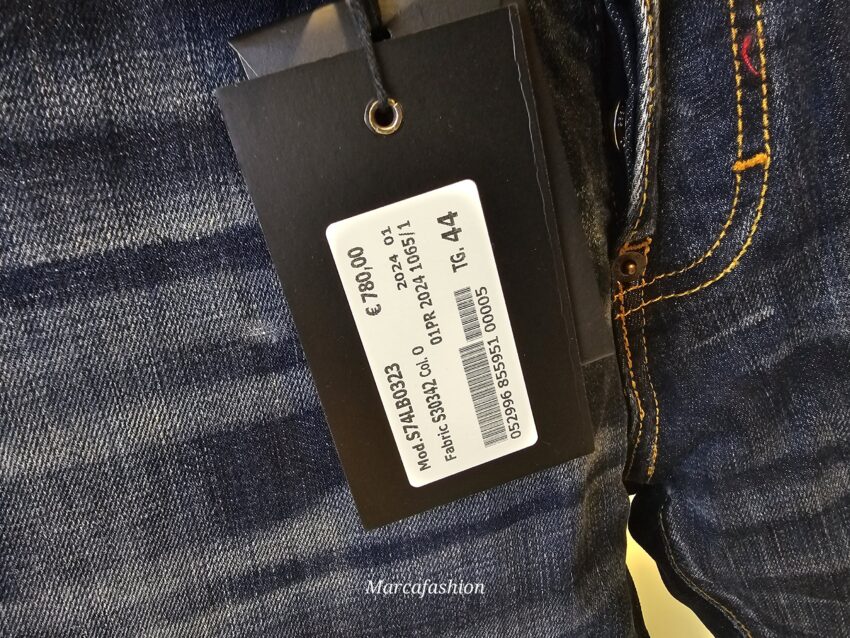 Mod.S74LB0323 €780,00
Fabric S30342 Col. 0 2024 01
01PR 2024 1065/1
TG. 44
052996 855951 00005
Marcafashion